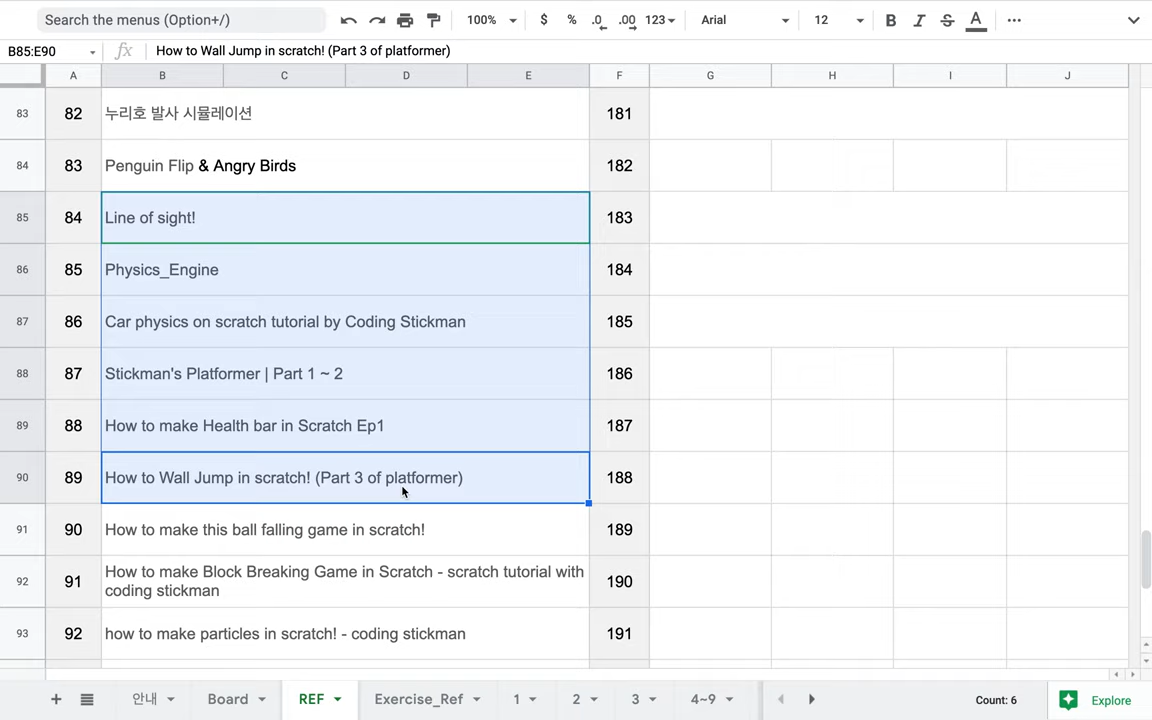 Search the menus (Option+/)
100% $ % .0 .00 123 Arial 12 B I S A
B85:E90 fx How to Wall Jump in scratch! (Part 3 of platformer)
A B C D E F G H I J
83 82 누리호 발사 시뮬레이션 181
84 83 Penguin Flip & Angry Birds 182
85 84 Line of sight! 183
86 85 Physics_Engine 184
87 86 Car physics on scratch tutorial by Coding Stickman 185
88 87 Stickman's Platformer | Part 1 ~ 2 186
89 88 How to make Health bar in Scratch Ep1 187
90 89 How to Wall Jump in scratch! (Part 3 of platformer) 188
91 90 How to make this ball falling game in scratch! 189
92 91 How to make Block Breaking Game in Scratch - scratch tutorial with 190
coding stickman
93 92 how to make particles in scratch! - coding stickman 191
안내 Board REF Exercise_Ref 1 2 3 4~9 Count: 6 Explore